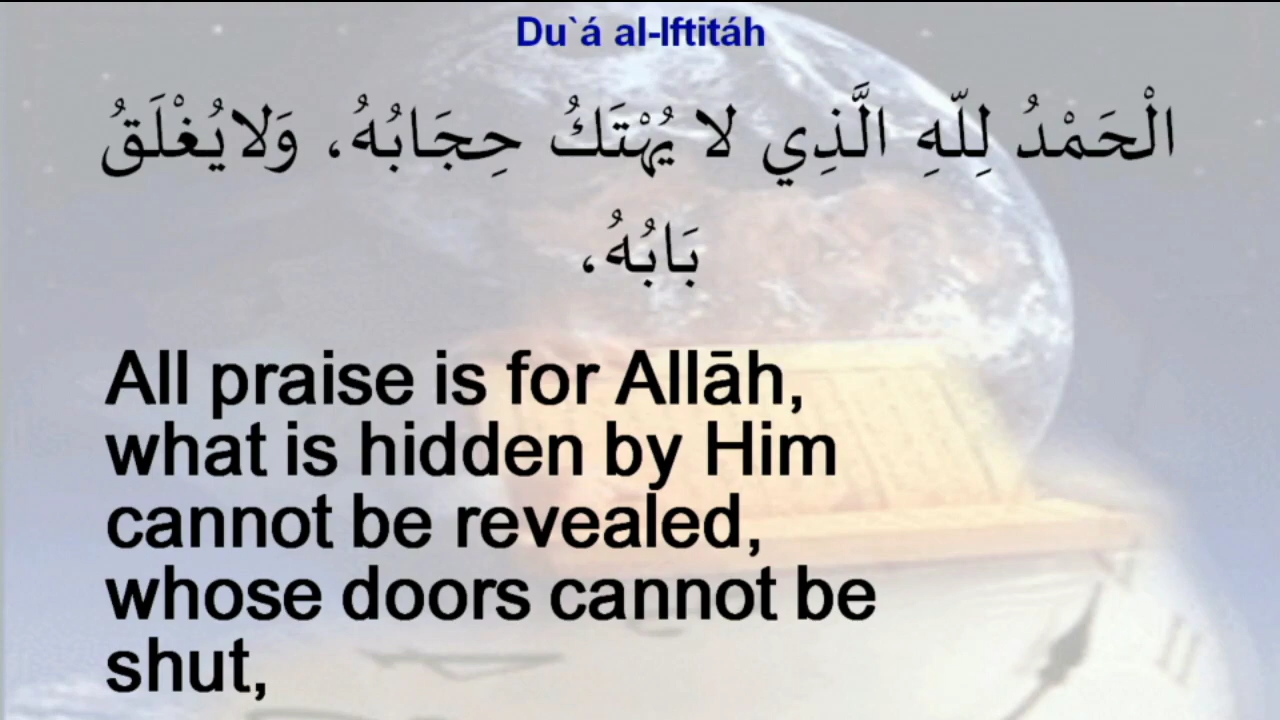 Du`á al-Iftitáh
الْحَمْدُ لِلّهِ الَّذِي لا يُهْتَكُ حِجَابُهُ، وَلايُغْلَقُ
بَابُهُ،
All praise is for Allāh,
what is hidden by Him
cannot be revealed,
whose doors cannot be
shut,